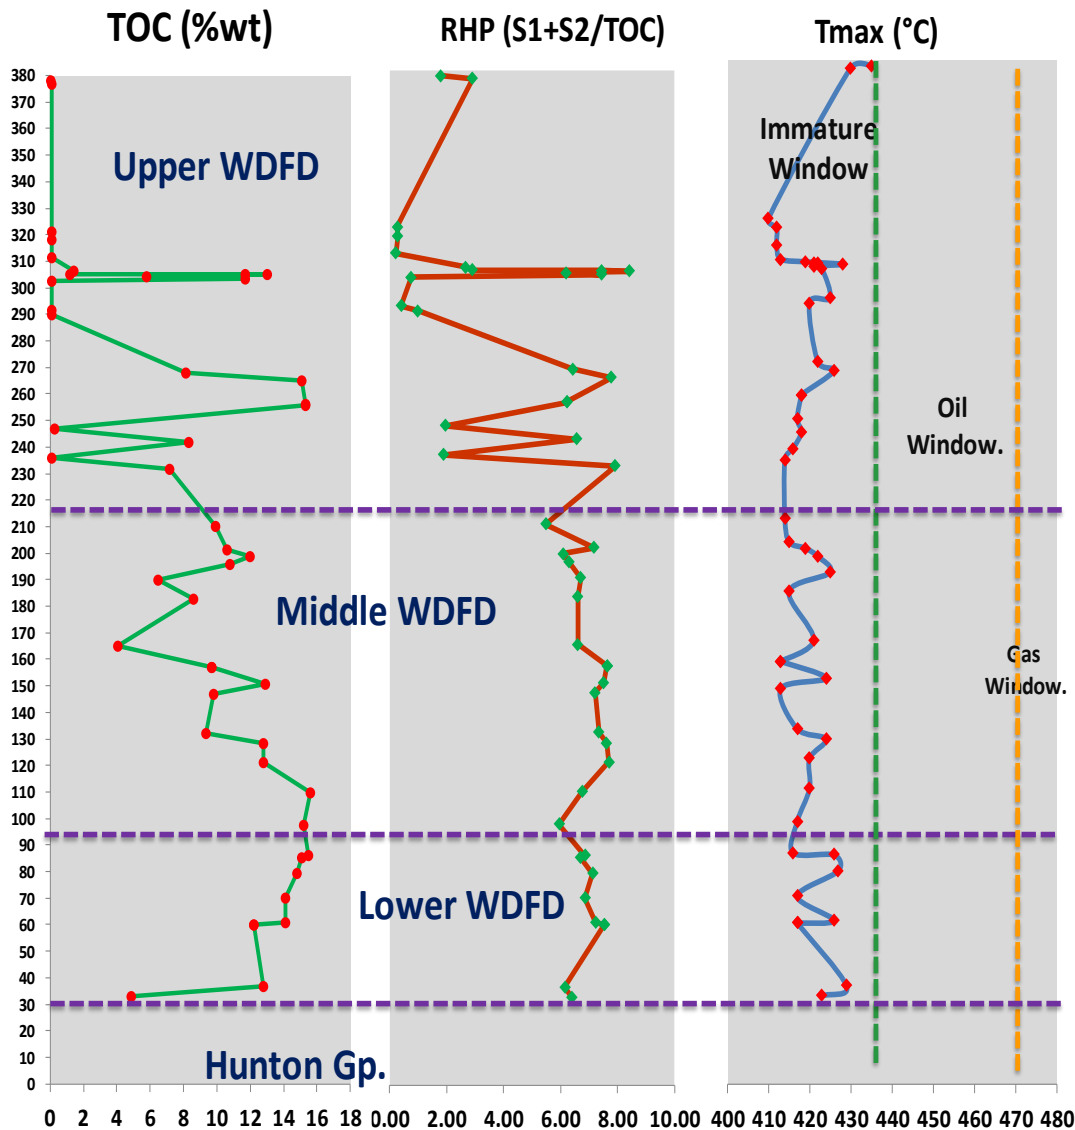 TOC (%wt)
RHP (S1+S2/TOC)
Tmax (°C)
380
370
360
350
340
330
320
310
300
290
280
270
260
250
240
230
220
210
200
190
180
170
160
150
140
130
120
110
100
90
80
70
60
50
40
30
20
10
0
Upper WDFD
Immature
Window
Oil
Window.
Middle WDFD
Gas
Window.
Lower WDFD
Hunton Gp.
0 2 4 6 8 10 12 14 16 18
0.00 2.00 4.00 6.00 8.00 10.00
400 410 420 430 440 450 460 470 480